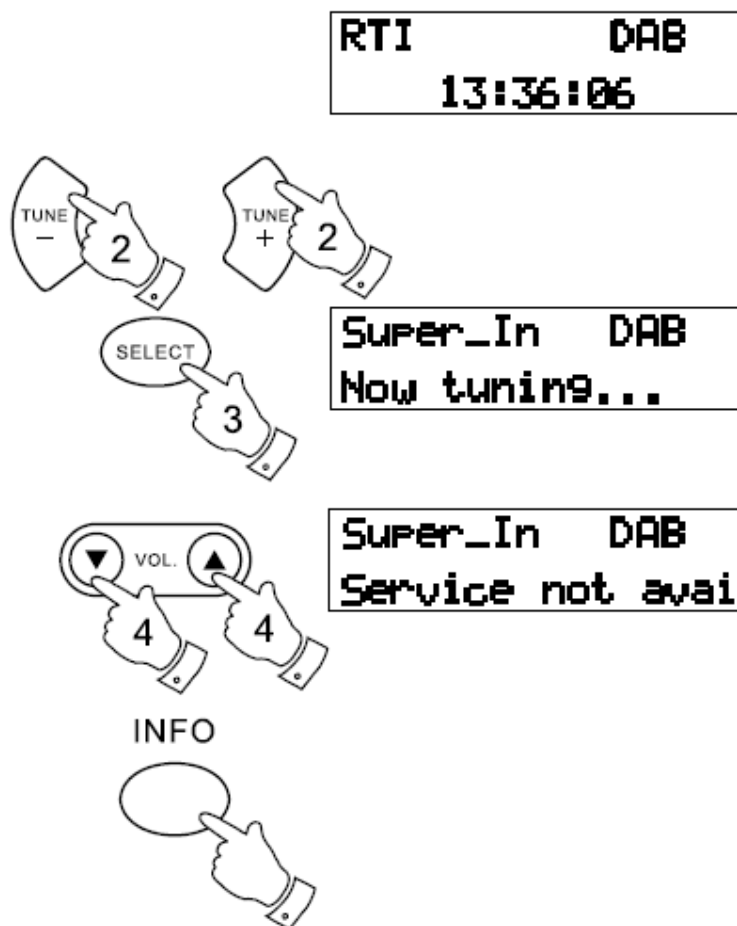 RTI DAB
13:36:06
TUNE
−
2
TUNE
+
2
SELECT
3
Super_In DAB
Now tuning...
▼ VOL. ▲
4
4
Super_In DAB
Service not avai
INFO